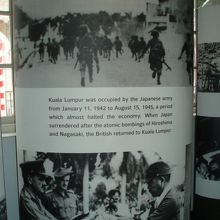 Kuala Lumpur was occupied by the Japanese army
from January 11, 1942 to August 15, 1945, a period
which almost halted the economy. When Japan
surrendered after the atomic bombings of Hiroshima
and Nagasaki, the British returned to Kuala Lumpur.